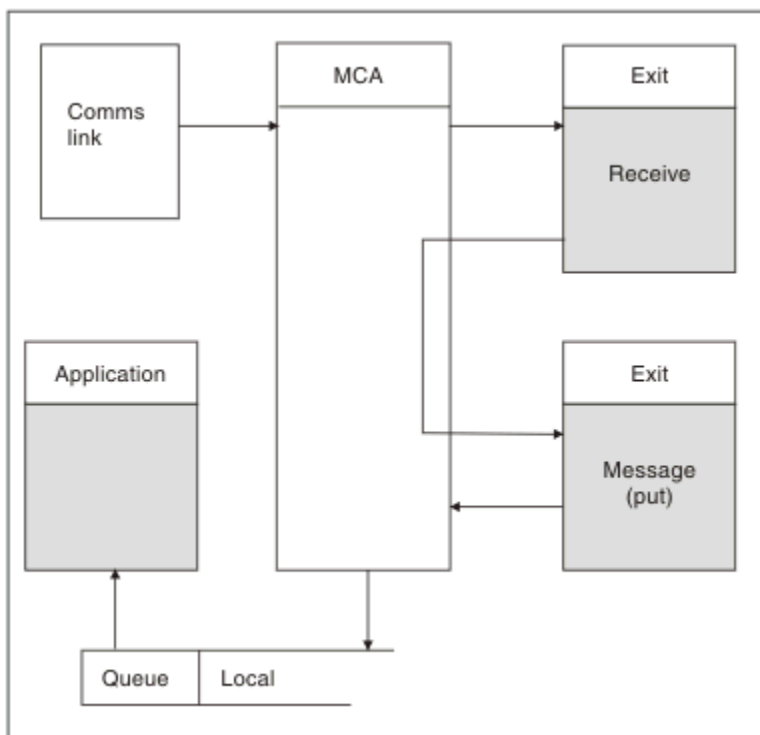 Comms
link
MCA
Exit
Receive
Application
Exit
Message
(put)
Queue
Local